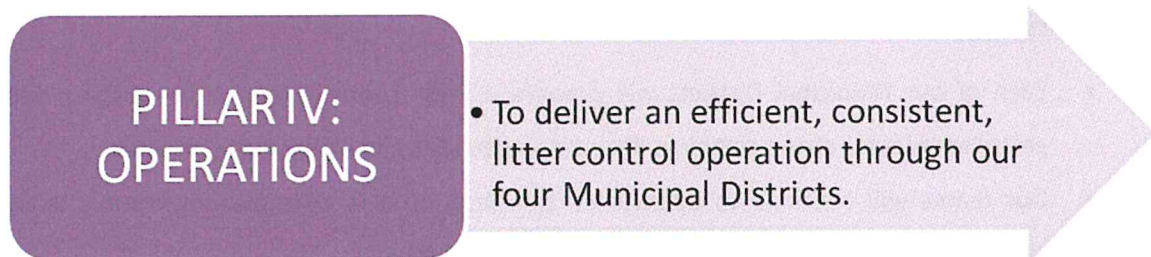 PILLAR IV:
OPERATIONS
• To deliver an efficient, consistent,
litter control operation through our
four Municipal Districts.